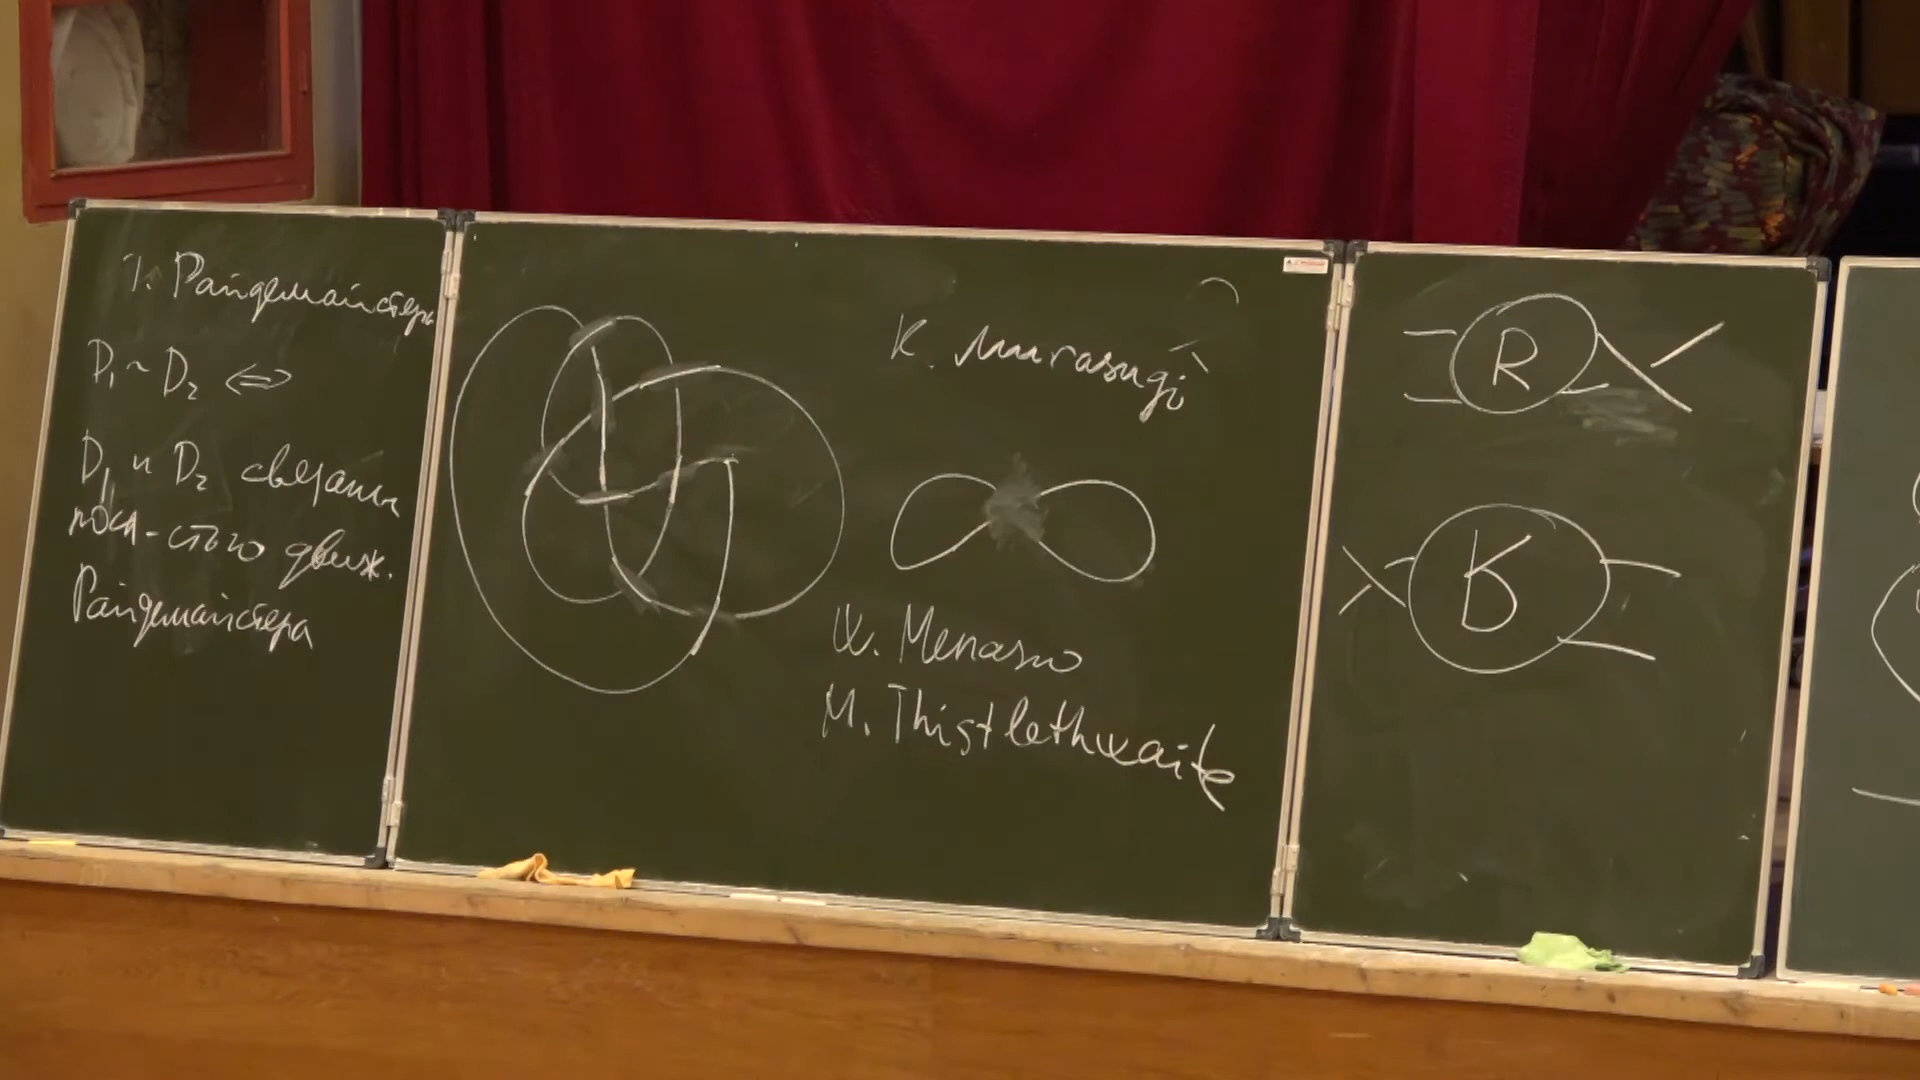 Т. Райдемайстера
D₁ ~ D₂ ⇔
D₁ и D₂ связаны
посл-стью движ.
Райдемайстера
K. Murasugi
W. Menasco
M. Thistlethwaite
R
B